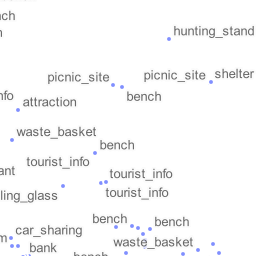 hunting_stand
picnic_site
picnic_site
shelter
bench
attraction
waste_basket
bench
tourist_info
tourist_info
tourist_info
bench
bench
car_sharing
waste_basket
bank